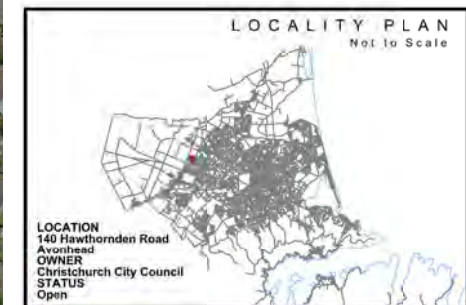 LOCALITY PLAN
Not to Scale
LOCATION
140 Hawthornden Road
Avonhead
OWNER
Christchurch City Council
STATUS
Open